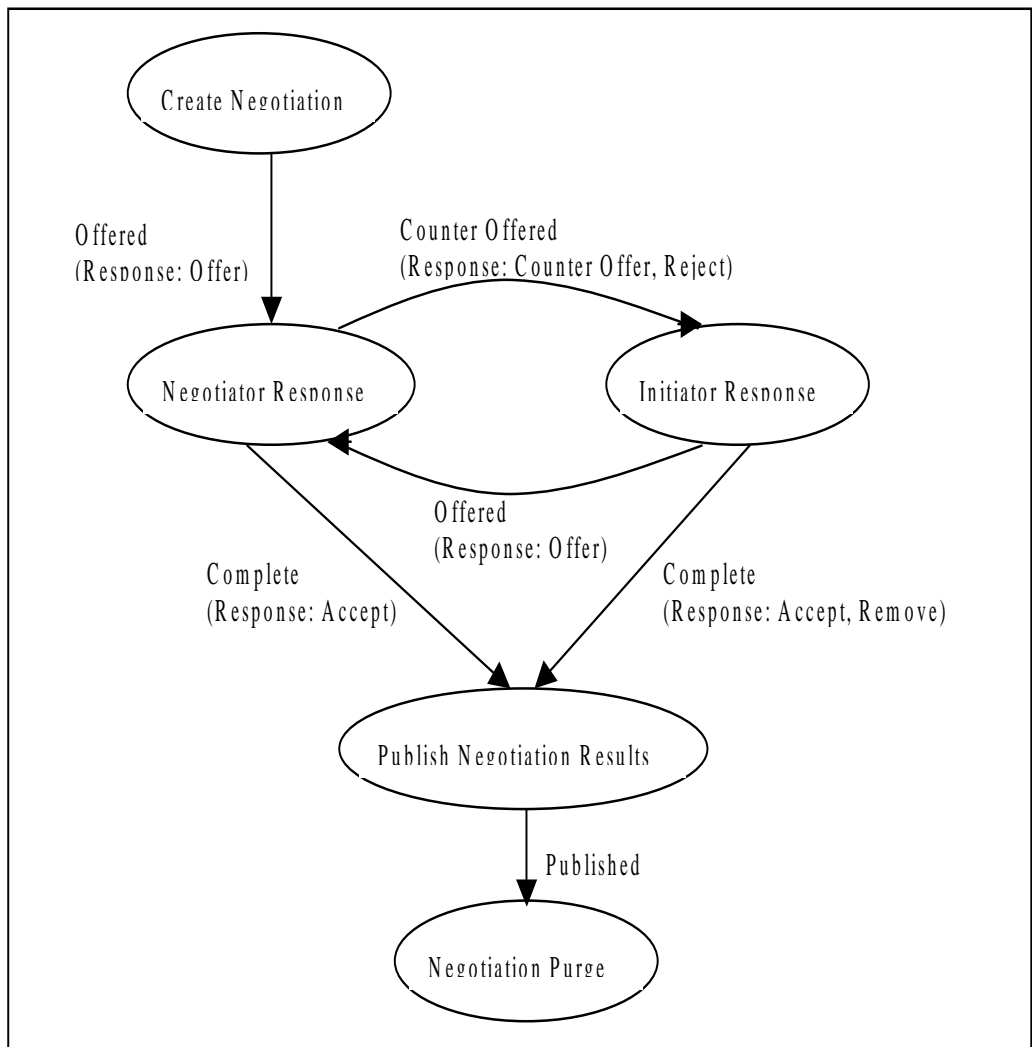 Create Negotiation
Offered
(Response: Offer)
Counter Offered
(Response: Counter Offer, Reject)
Negotiator Response
Initiator Response
Offered
(Response: Offer)
Complete
(Response: Accept)
Complete
(Response: Accept, Remove)
Publish Negotiation Results
Published
Negotiation Purge